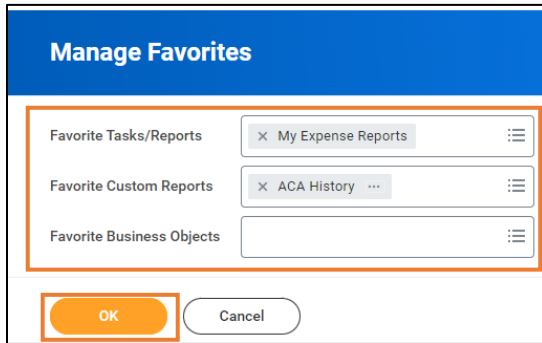 Manage Favorites
Favorite Tasks/Reports
× My Expense Reports
Favorite Custom Reports
× ACA History ...
Favorite Business Objects
OK
Cancel